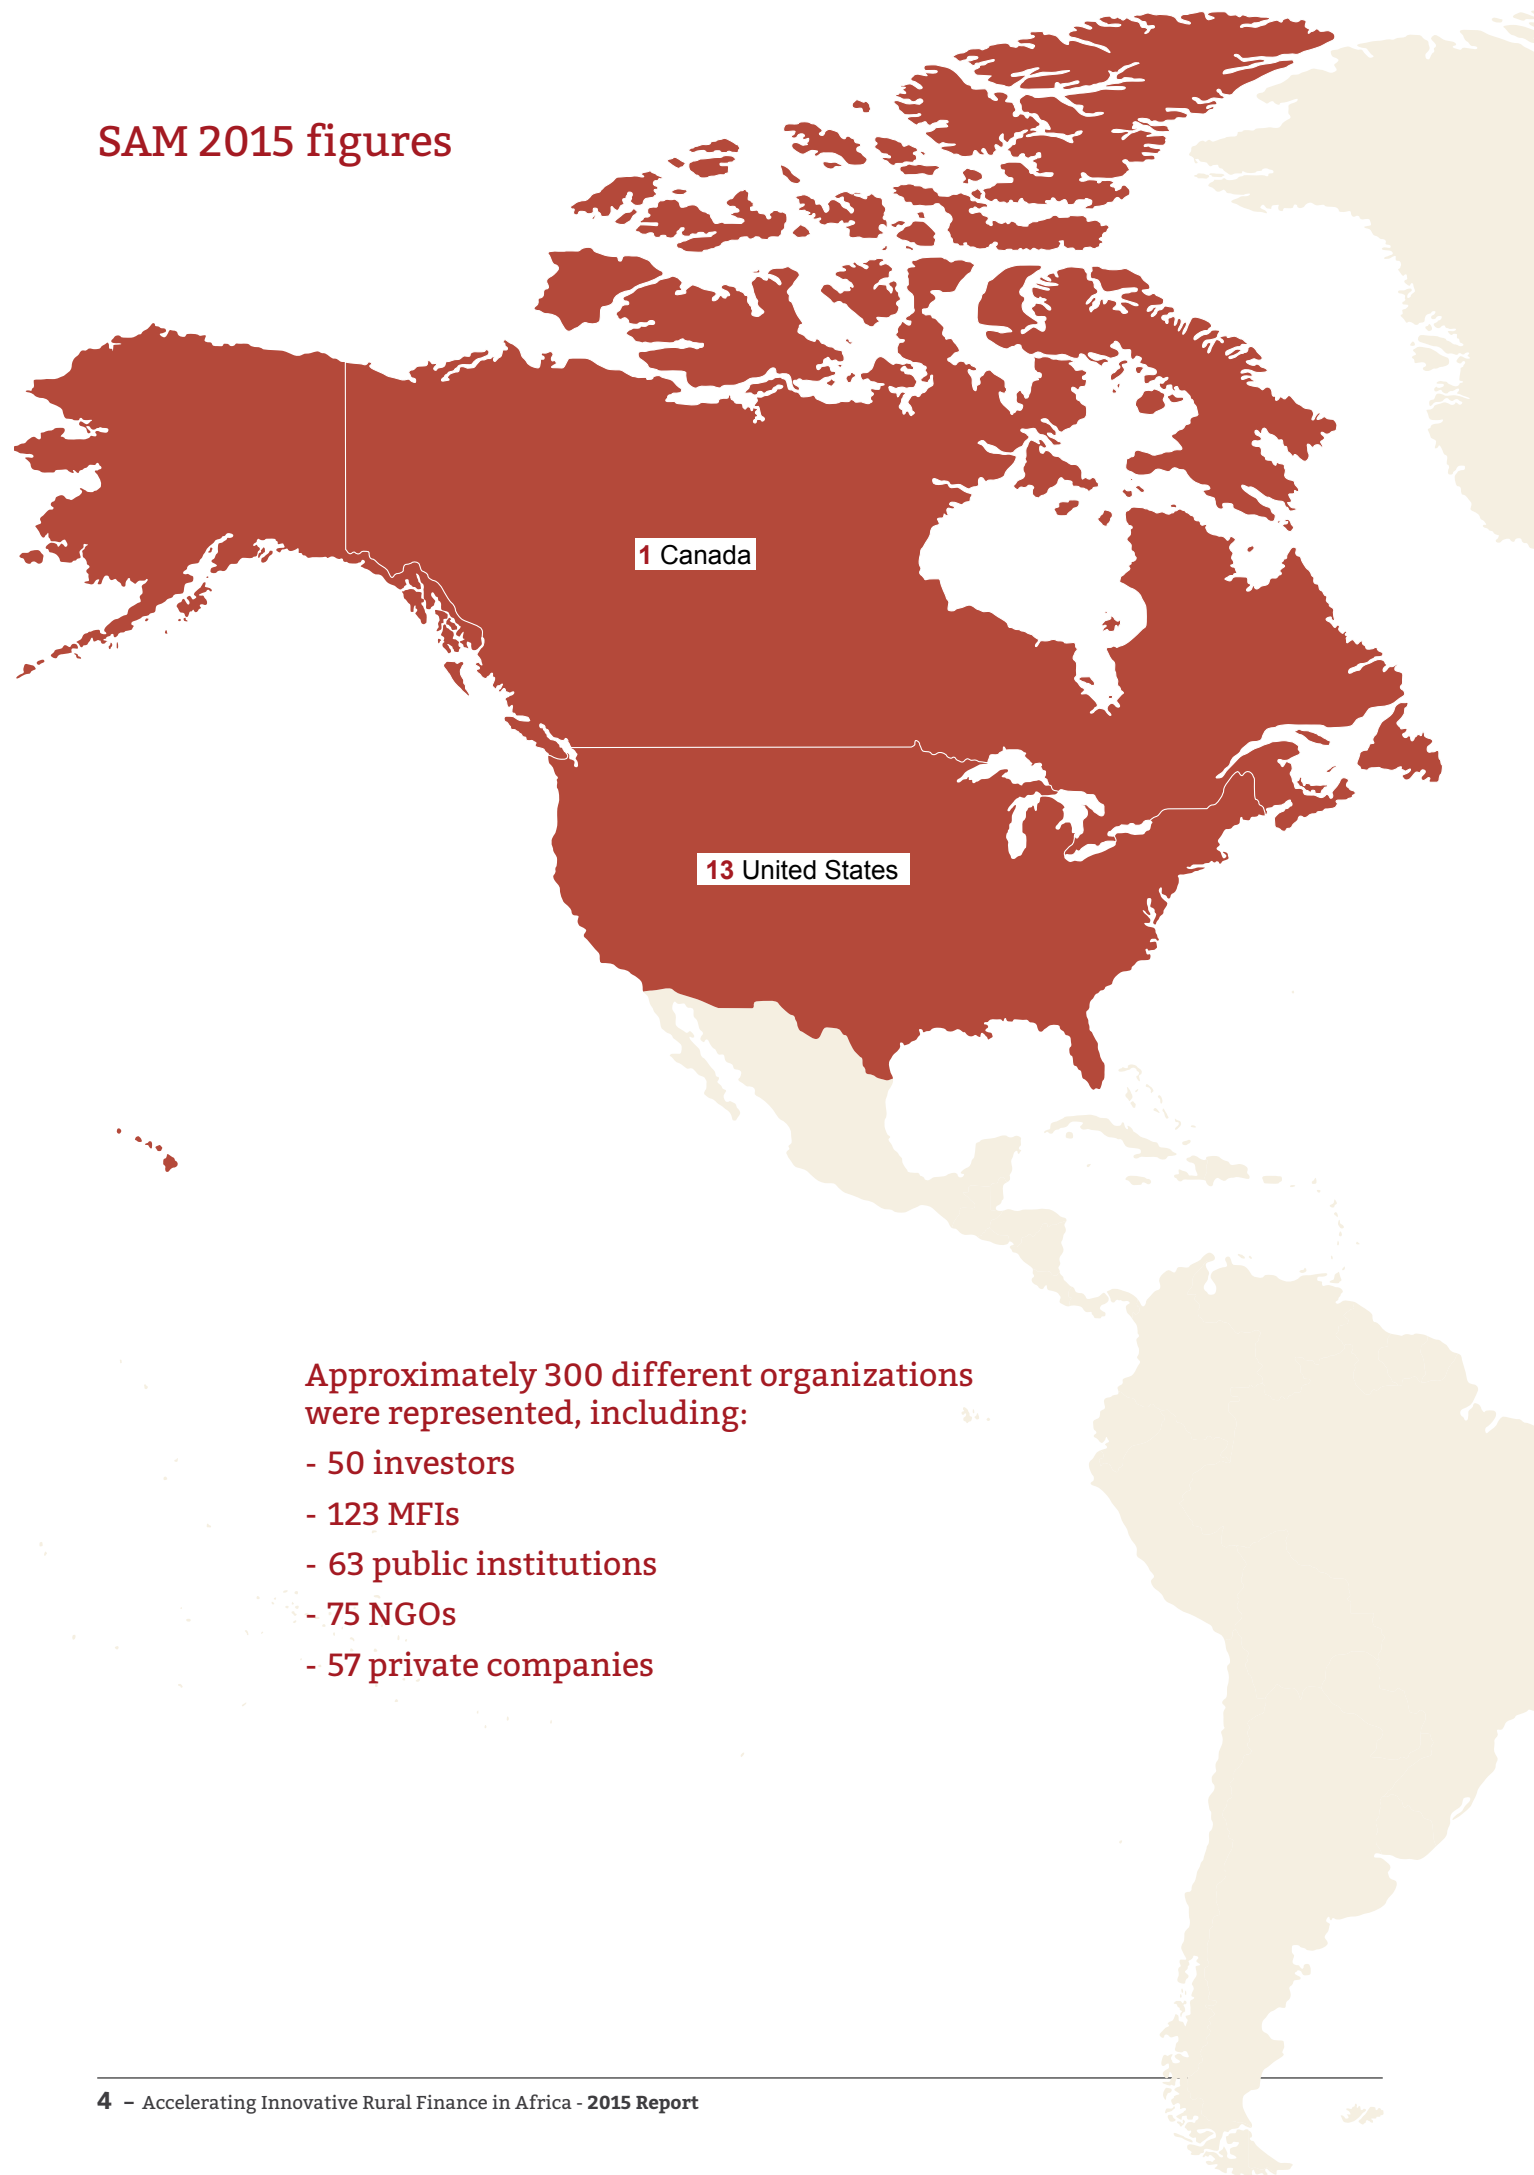 SAM 2015 figures
1 Canada
13 United States
Approximately 300 different organizations
were represented, including:
- 50 investors
- 123 MFIs
- 63 public institutions
- 75 NGOs
- 57 private companies
4 – Accelerating Innovative Rural Finance in Africa - 2015 Report